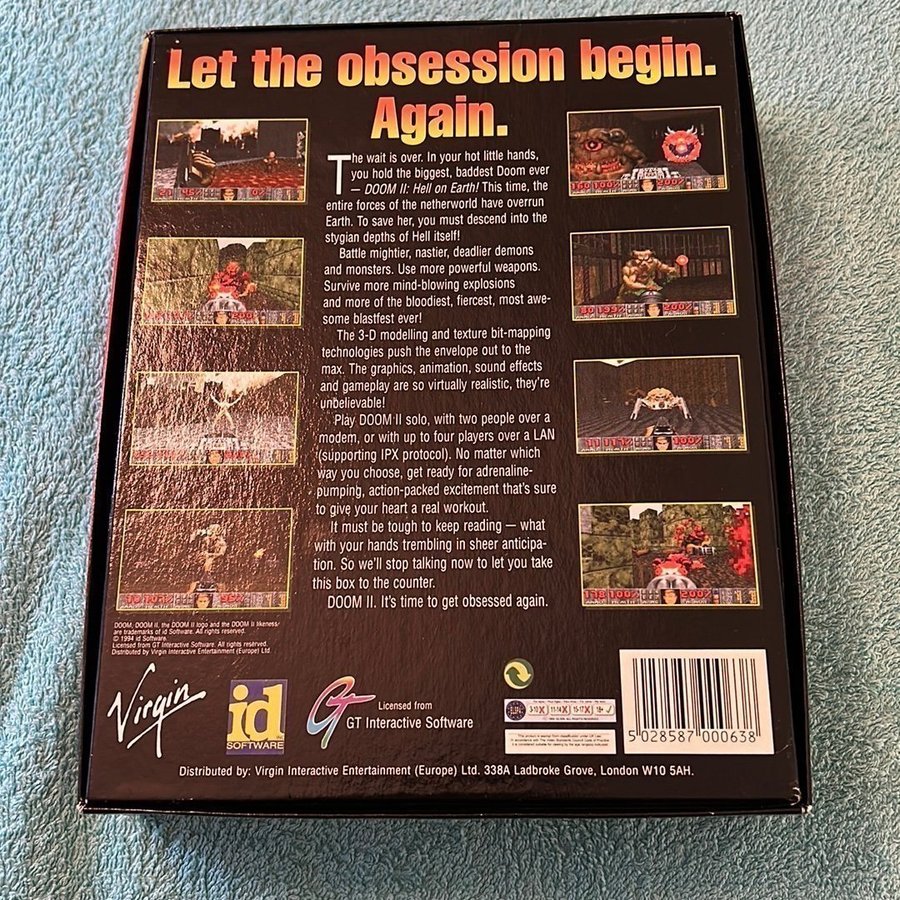 Let the obsession begin.
Again.
The wait is over. In your hot little hands,
you hold the biggest, baddest Doom ever
— DOOM II: Hell on Earth! This time, the
entire forces of the netherworld have overrun
Earth. To save her, you must descend into the
stygian depths of Hell itself!
Battle mightier, nastier, deadlier demons
and monsters. Use more powerful weapons.
Survive more mind-blowing explosions
and more of the bloodiest, fiercest, most awe-
some blastfest ever!
The 3-D modelling and texture bit-mapping
technologies push the envelope out to the
max. The graphics, animation, sound effects
and gameplay are so virtually realistic, they're
unbelievable!
Play DOOM II solo, with two people over a
modem, or with up to four players over a LAN
(supporting IPX protocol). No matter which
way you choose, get ready for adrenaline-
pumping, action-packed excitement that's sure
to give your heart a real workout.
It must be tough to keep reading — what
with your hands trembling in sheer anticipa-
tion. So we'll stop talking now to let you take
this box to the counter.
DOOM II. It's time to get obsessed again.
DOOM, DOOM II, the DOOM II logo and the DOOM II likeness
are trademarks of id Software. All rights reserved.
© 1994 id Software.
Licensed from GT Interactive Software. All rights reserved.
Distributed by Virgin Interactive Entertainment (Europe) Ltd.
Virgin
id
SOFTWARE
GT
Licensed from
GT Interactive Software
ELSPA
3-10 X 11-14 X 15-17 X 18+ ✓
5 028587 000638
Distributed by: Virgin Interactive Entertainment (Europe) Ltd. 338A Ladbroke Grove, London W10 5AH.